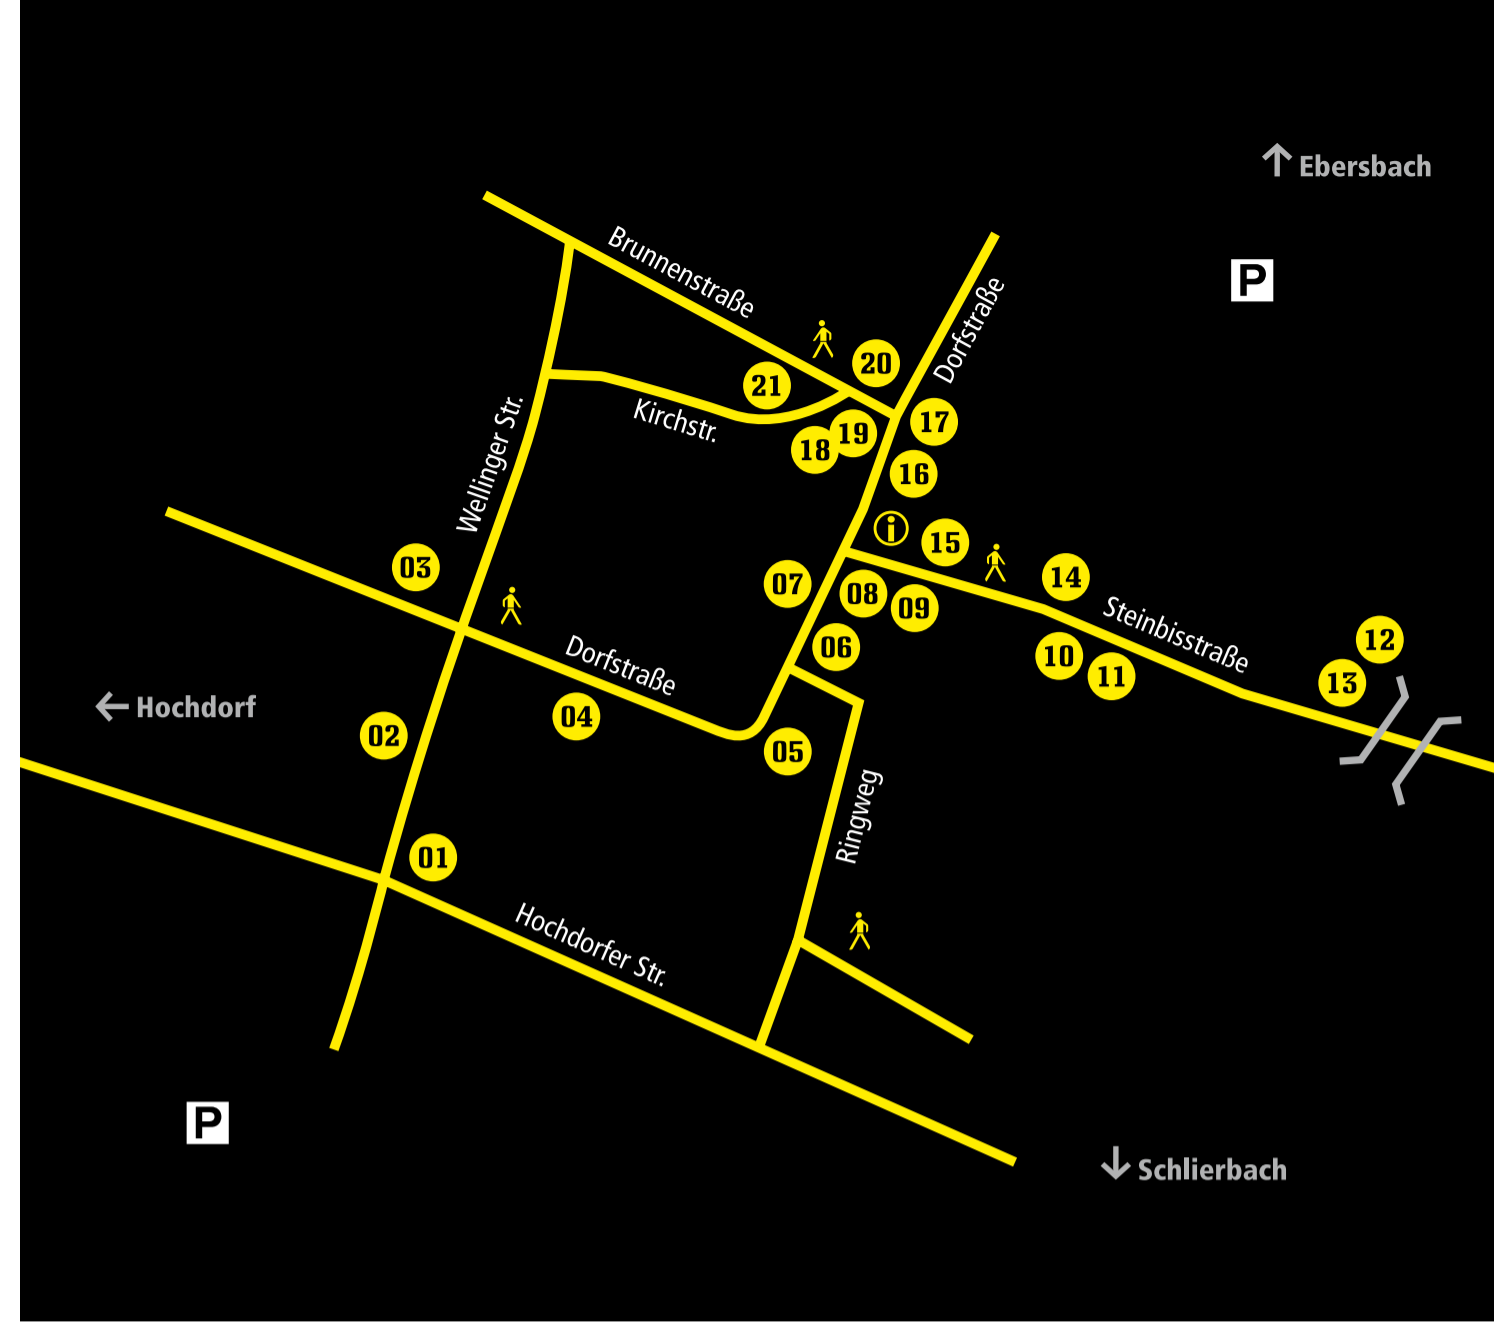 Ebersbach
Brunnenstraße
P
Dorfstraße
20
21
Kirchstr.
17
19
18
16
Wellinger Str.
i
15
03
14
07
08
09
Steinbisstraße
12
06
Dorfstraße
10
11
13
Hochdorf
04
02
05
Ringweg
01
Hochdorfer Str.
P
Schlierbach